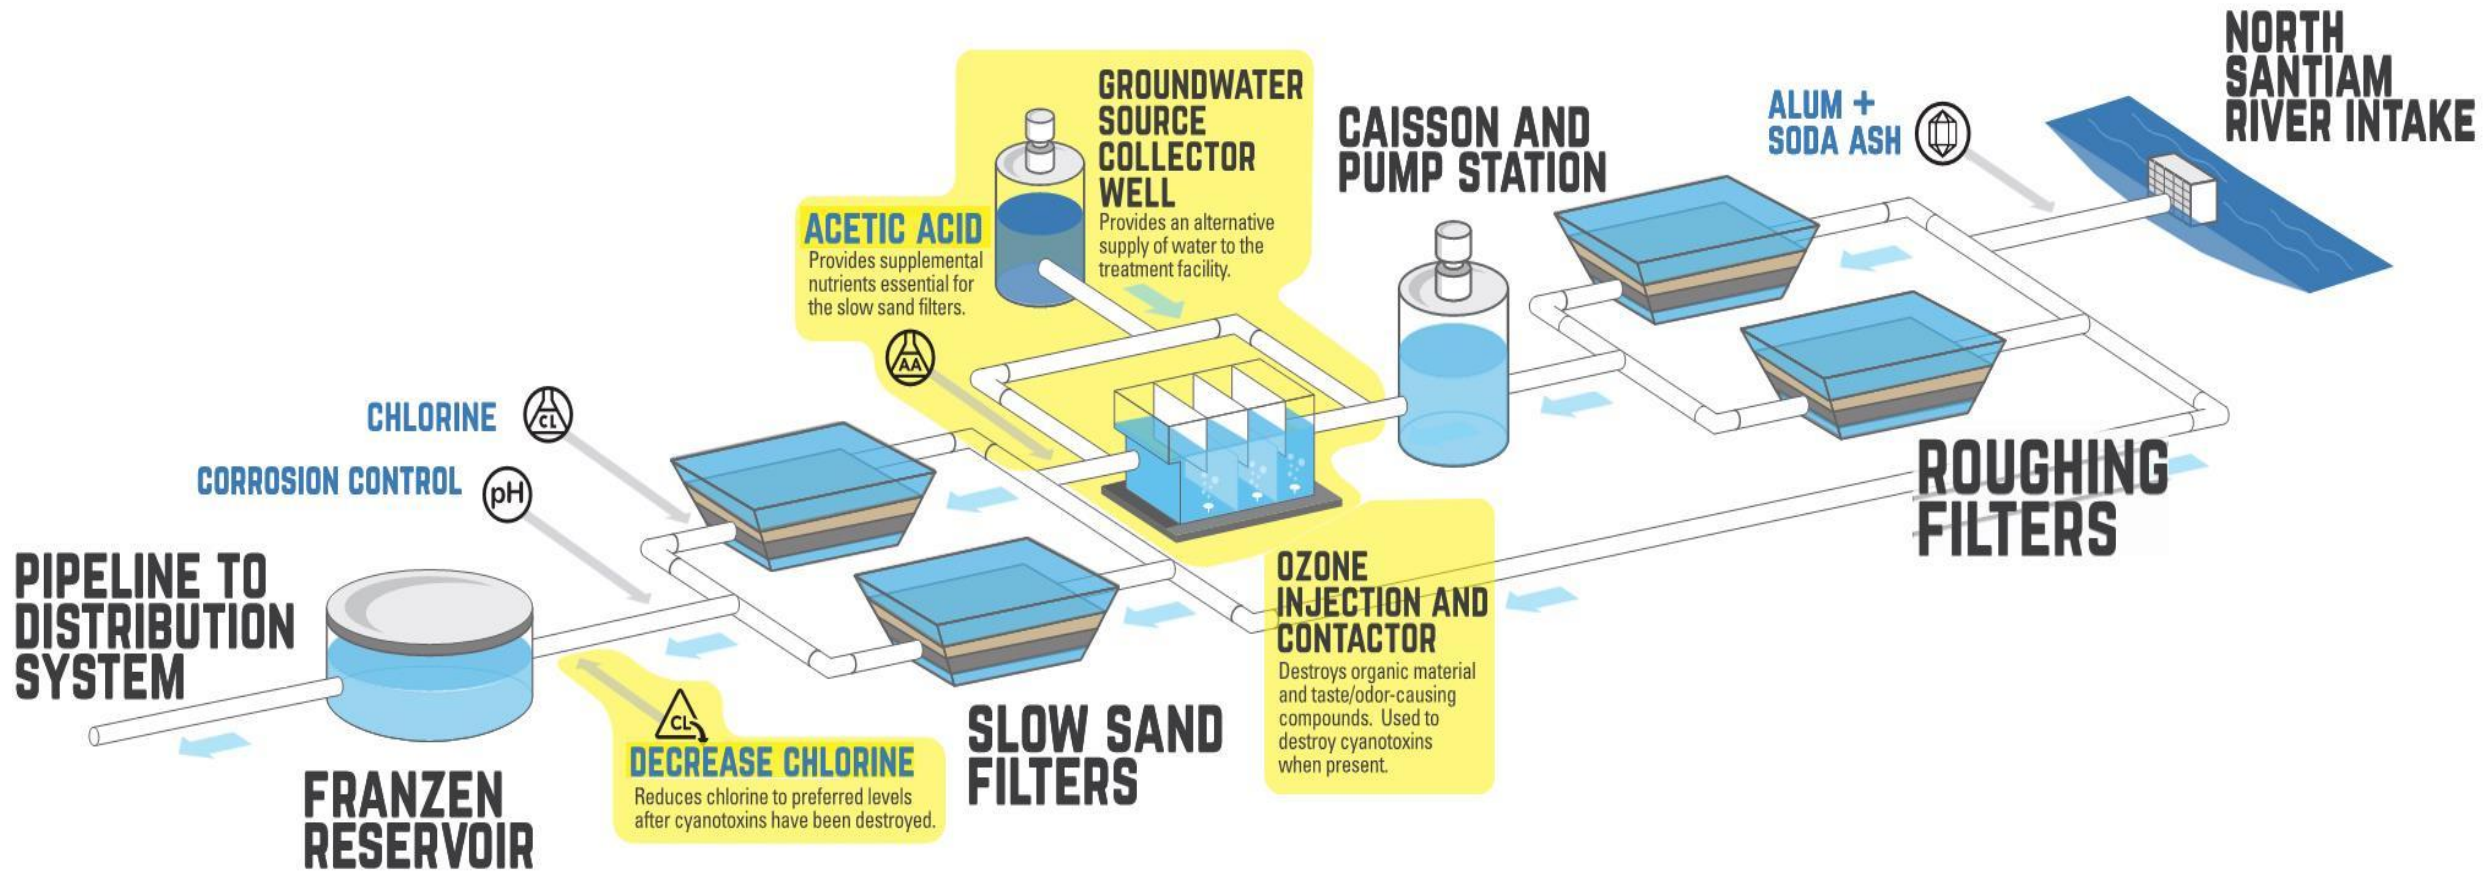 NORTH
SANTIAM
RIVER INTAKE
ALUM +
SODA ASH
CAISSON AND
PUMP STATION
ROUGHING
FILTERS
GROUNDWATER
SOURCE
COLLECTOR
WELL
Provides an alternative
supply of water to the
treatment facility.
ACETIC ACID
Provides supplemental
nutrients essential for
the slow sand filters.
AA
OZONE
INJECTION AND
CONTACTOR
Destroys organic material
and taste/odor-causing
compounds. Used to
destroy cyanotoxins
when present.
SLOW SAND
FILTERS
CHLORINE
CL
CORROSION CONTROL
pH
CL
DECREASE CHLORINE
Reduces chlorine to preferred levels
after cyanotoxins have been destroyed.
FRANZEN
RESERVOIR
PIPELINE TO
DISTRIBUTION
SYSTEM